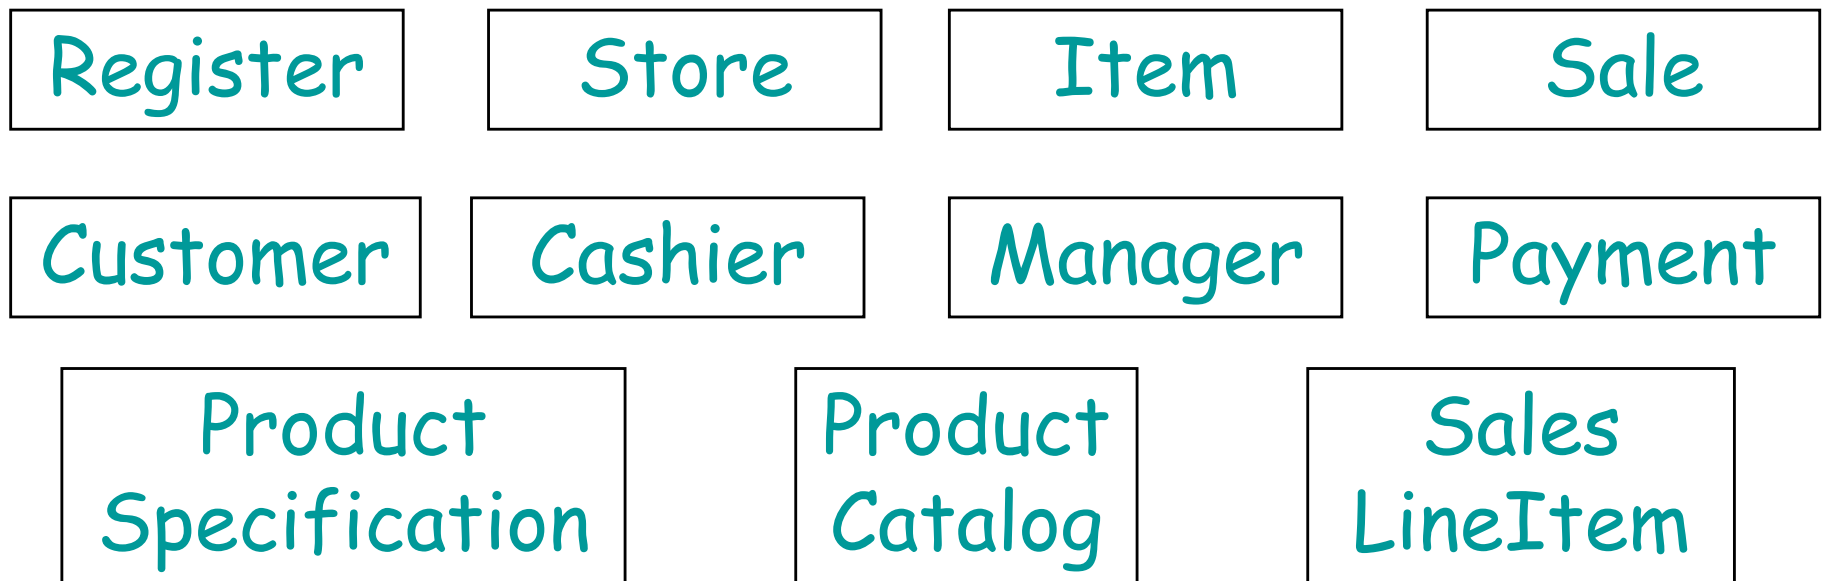 Register Store Item Sale
Customer Cashier Manager Payment
Product Product Sales
Specification Catalog LineItem